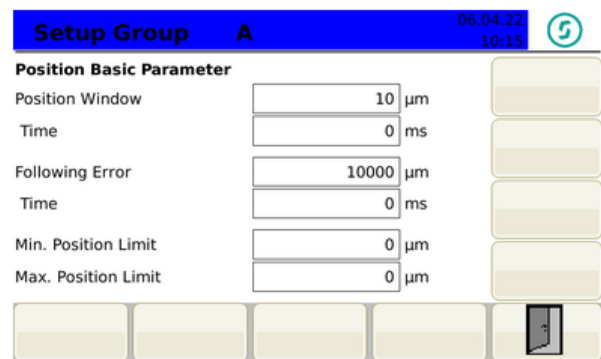 Setup Group A
06.04.22
10:15
Position Basic Parameter
Position Window 10 µm
Time 0 ms
Following Error 10000 µm
Time 0 ms
Min. Position Limit 0 µm
Max. Position Limit 0 µm